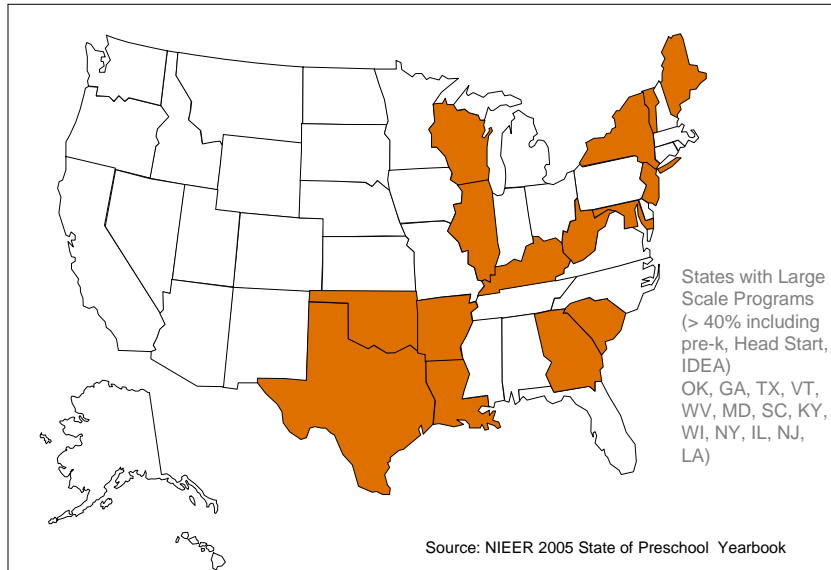 States with Large
Scale Programs
(> 40% including
pre-k, Head Start,
IDEA)
OK, GA, TX, VT,
WV, MD, SC, KY,
WI, NY, IL, NJ,
LA)
Source: NIEER 2005 State of Preschool Yearbook